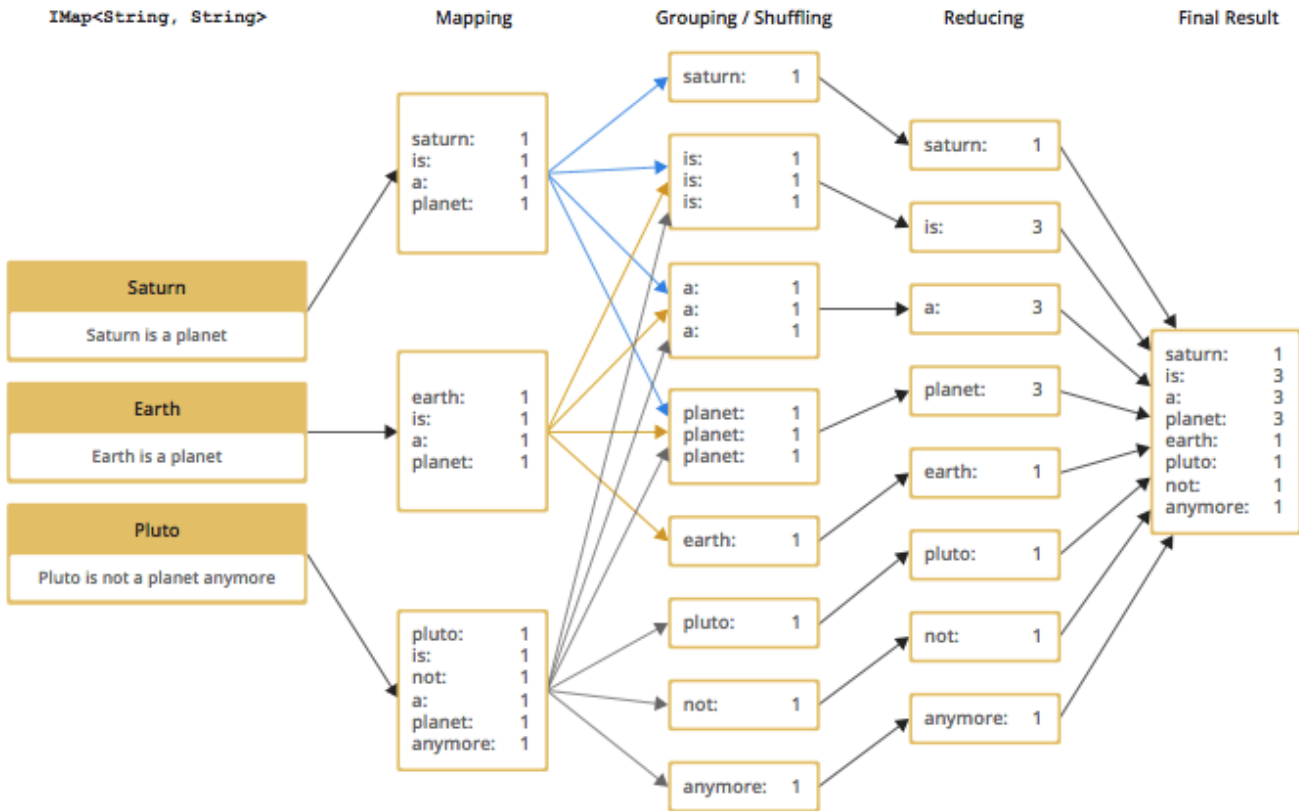 IMap<String, String>
Mapping
Grouping / Shuffling
Reducing
Final Result
Saturn
Saturn is a planet
Earth
Earth is a planet
Pluto
Pluto is not a planet anymore
saturn: 1
is: 1
a: 1
planet: 1
earth: 1
is: 1
a: 1
planet: 1
pluto: 1
is: 1
not: 1
a: 1
planet: 1
anymore: 1
saturn: 1
is: 1
is: 1
is: 1
a: 1
a: 1
a: 1
planet: 1
planet: 1
planet: 1
earth: 1
pluto: 1
not: 1
anymore: 1
saturn: 1
is: 3
a: 3
planet: 3
earth: 1
pluto: 1
not: 1
anymore: 1
saturn: 1
is: 3
a: 3
planet: 3
earth: 1
pluto: 1
not: 1
anymore: 1